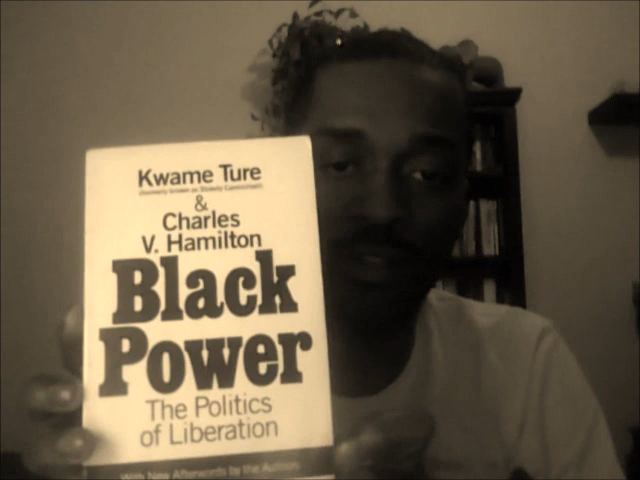 Kwame Ture
(formerly known as Stokely Carmichael)
&
Charles
V. Hamilton
Black
Power
The Politics
of Liberation
With New Afterwords by the Authors